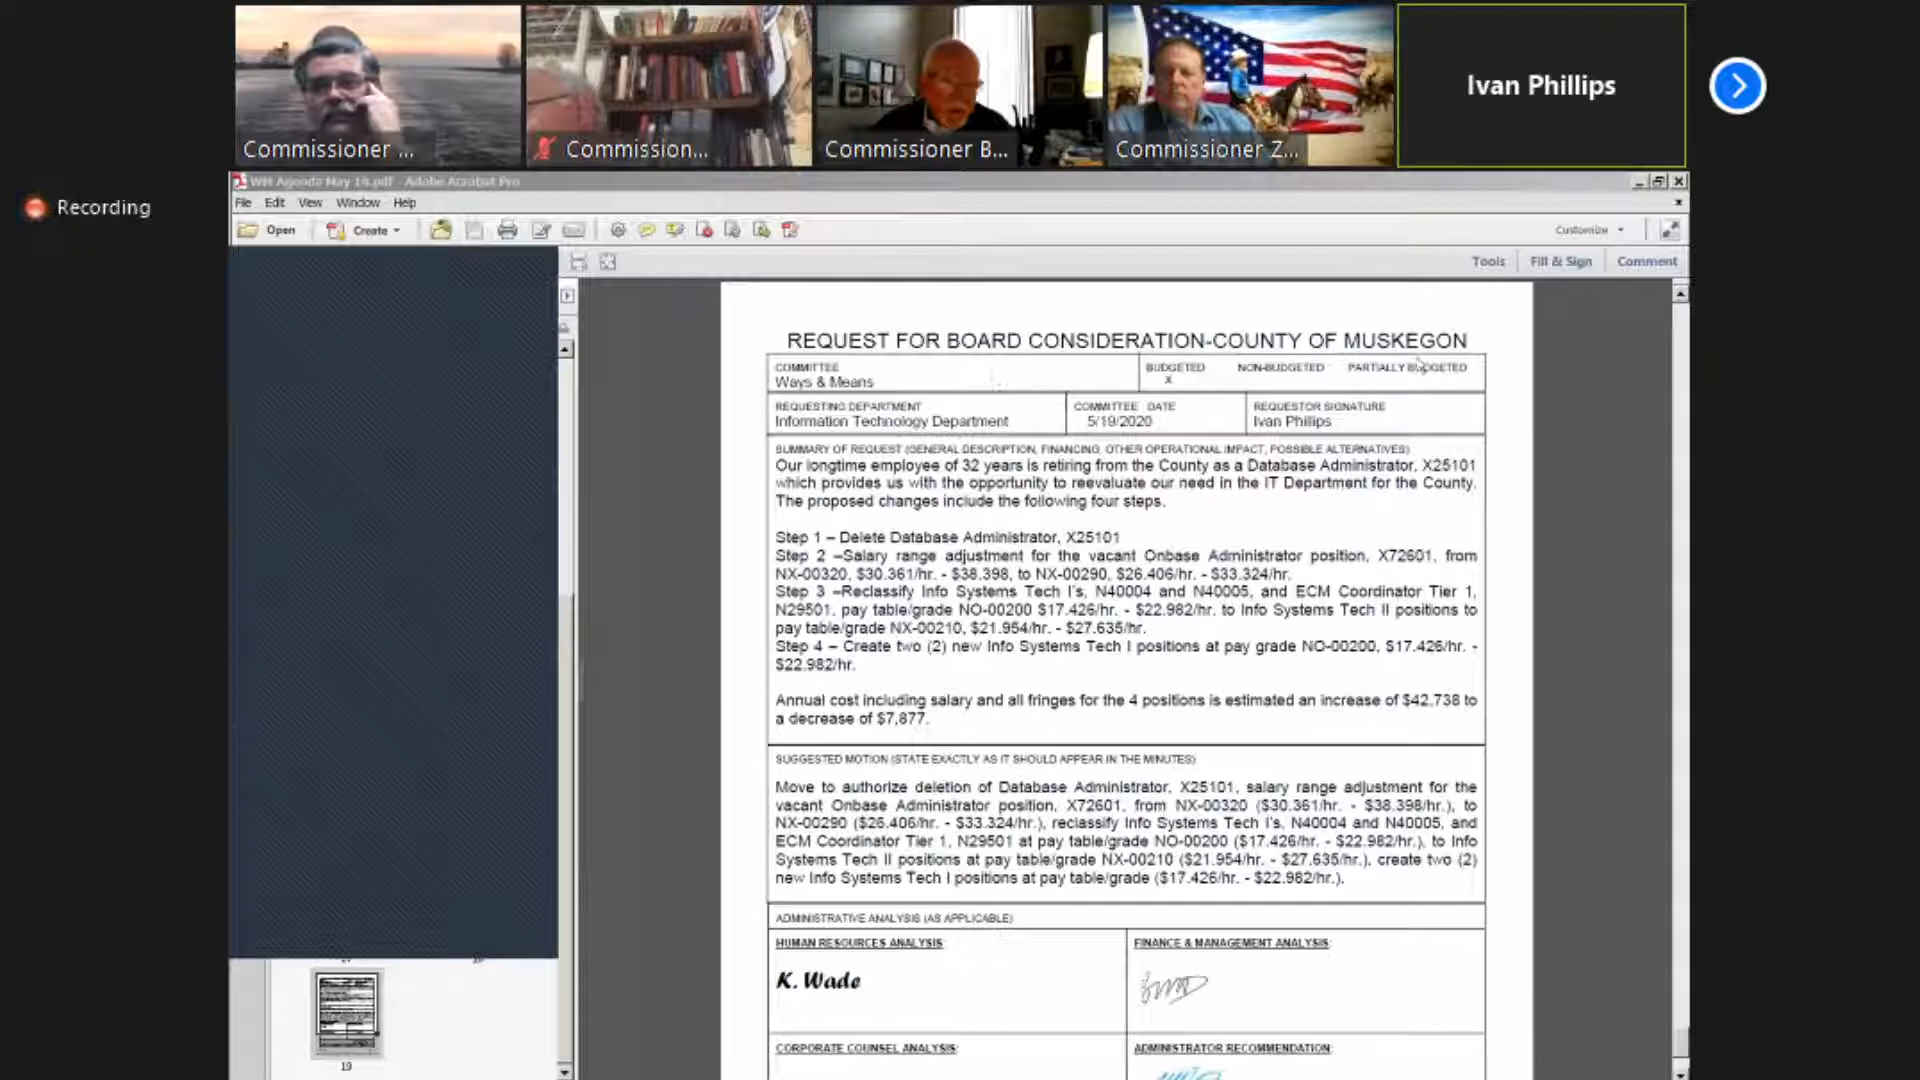 Commissioner ...
Commission...
Commissioner B...
Commissioner Z...
Ivan Phillips
Recording
WM Agenda May 19.pdf - Adobe Acrobat Pro
File Edit View Window Help
Open
Create
Customize
Tools
Fill & Sign
Comment
REQUEST FOR BOARD CONSIDERATION-COUNTY OF MUSKEGON
COMMITTEE
Ways & Means
BUDGETED NON-BUDGETED PARTIALLY BUDGETED
X
REQUESTING DEPARTMENT
Information Technology Department
COMMITTEE DATE
5/19/2020
REQUESTOR SIGNATURE
Ivan Phillips
SUMMARY OF REQUEST (GENERAL DESCRIPTION, FINANCING, OTHER OPERATIONAL IMPACT, POSSIBLE ALTERNATIVES)
Our longtime employee of 32 years is retiring from the County as a Database Administrator, X25101
which provides us with the opportunity to reevaluate our need in the IT Department for the County.
The proposed changes include the following four steps.
Step 1 – Delete Database Administrator, X25101
Step 2 –Salary range adjustment for the vacant Onbase Administrator position, X72601, from
NX-00320, $30.361/hr. - $38.398, to NX-00290, $26.406/hr. - $33.324/hr.
Step 3 –Reclassify Info Systems Tech I's, N40004 and N40005, and ECM Coordinator Tier 1,
N29501, pay table/grade NO-00200 $17.426/hr. - $22.982/hr. to Info Systems Tech II positions to
pay table/grade NX-00210, $21.954/hr. - $27.635/hr.
Step 4 – Create two (2) new Info Systems Tech I positions at pay grade NO-00200, $17.426/hr. -
$22.982/hr.
Annual cost including salary and all fringes for the 4 positions is estimated an increase of $42,738 to
a decrease of $7,877.
SUGGESTED MOTION (STATE EXACTLY AS IT SHOULD APPEAR IN THE MINUTES)
Move to authorize deletion of Database Administrator, X25101, salary range adjustment for the
vacant Onbase Administrator position, X72601, from NX-00320 ($30.361/hr. - $38.398/hr.), to
NX-00290 ($26.406/hr. - $33.324/hr.), reclassify Info Systems Tech I's, N40004 and N40005, and
ECM Coordinator Tier 1, N29501 at pay table/grade NO-00200 ($17.426/hr. - $22.982/hr.), to Info
Systems Tech II positions at pay table/grade NX-00210 ($21.954/hr. - $27.635/hr.), create two (2)
new Info Systems Tech I positions at pay table/grade ($17.426/hr. - $22.982/hr.).
ADMINISTRATIVE ANALYSIS (AS APPLICABLE)
HUMAN RESOURCES ANALYSIS:
K. Wade
FINANCE & MANAGEMENT ANALYSIS:
CORPORATE COUNSEL ANALYSIS:
ADMINISTRATOR RECOMMENDATION:
19